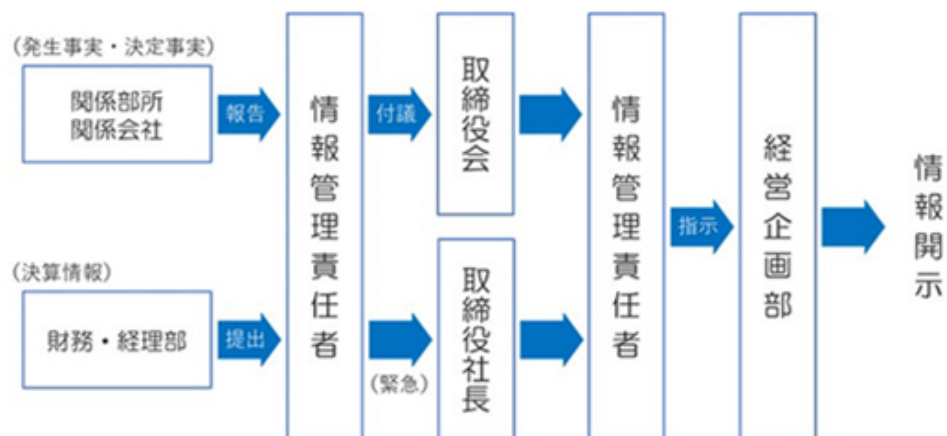 (発生事実・決定事実)
関係部所
関係会社
報告
(決算情報)
財務・経理部
提出
情報管理責任者
付議
(緊急)
取締役会
取締役社長
情報管理責任者
指示
経営企画部
情報開示